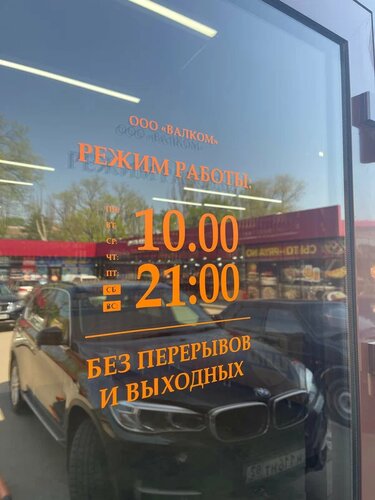 ООО «ВАЛКОМ»
РЕЖИМ РАБОТЫ:
ПН.
ВТ.
СР.
ЧТ.
ПТ.
СБ.
ВС.
10.00
21:00
БЕЗ ПЕРЕРЫВОВ
И ВЫХОДНЫХ